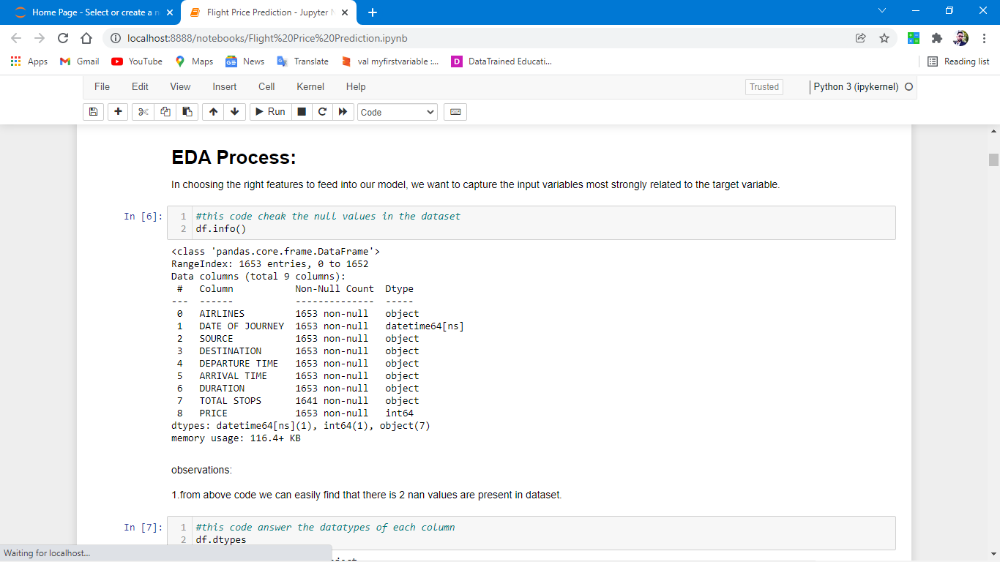 Home Page - Select or create a n
Flight Price Prediction - Jupyter N
localhost:8888/notebooks/Flight%20Price%20Prediction.ipynb
Apps Gmail YouTube Maps News Translate val myfirstvariable :... DataTrained Educati... Reading list
File Edit View Insert Cell Kernel Help Trusted Python 3 (ipykernel)
Run Code
EDA Process:
In choosing the right features to feed into our model, we want to capture the input variables most strongly related to the target variable.
In [6]: 1 #this code cheak the null values in the dataset
2 df.info()
<class 'pandas.core.frame.DataFrame'>
RangeIndex: 1653 entries, 0 to 1652
Data columns (total 9 columns):
# Column Non-Null Count Dtype
--- ------ -------------- -----
0 AIRLINES 1653 non-null object
1 DATE OF JOURNEY 1653 non-null datetime64[ns]
2 SOURCE 1653 non-null object
3 DESTINATION 1653 non-null object
4 DEPARTURE TIME 1653 non-null object
5 ARRIVAL TIME 1653 non-null object
6 DURATION 1653 non-null object
7 TOTAL STOPS 1641 non-null object
8 PRICE 1653 non-null int64
dtypes: datetime64[ns](1), int64(1), object(7)
memory usage: 116.4+ KB
observations:
1.from above code we can easily find that there is 2 nan values are present in dataset.
In [7]: 1 #this code answer the datatypes of each column
2 df.dtypes
Waiting for localhost...